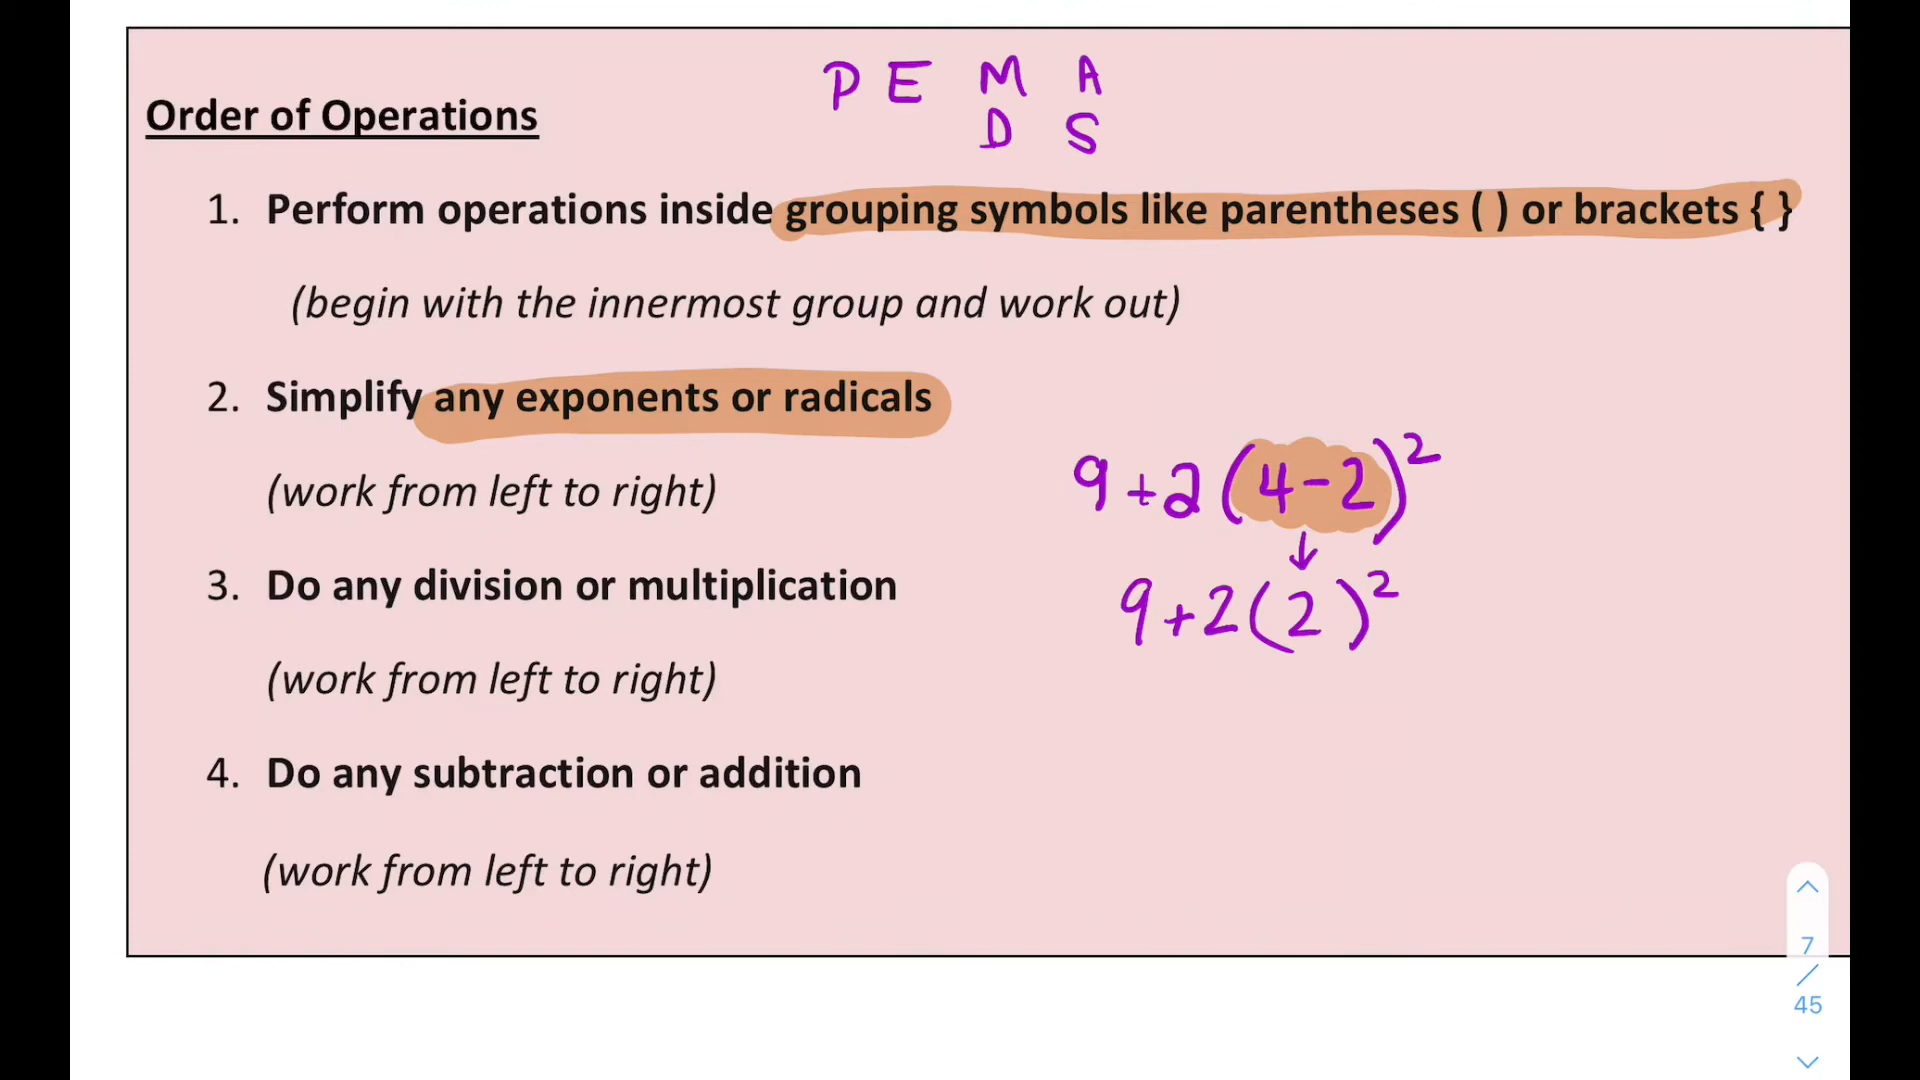 P E M A
D S
Order of Operations
1. Perform operations inside grouping symbols like parentheses ( ) or brackets { }
(begin with the innermost group and work out)
2. Simplify any exponents or radicals
(work from left to right)
9+2(4-2)²
↓
9+2(2)²
3. Do any division or multiplication
(work from left to right)
4. Do any subtraction or addition
(work from left to right)
7
/
45